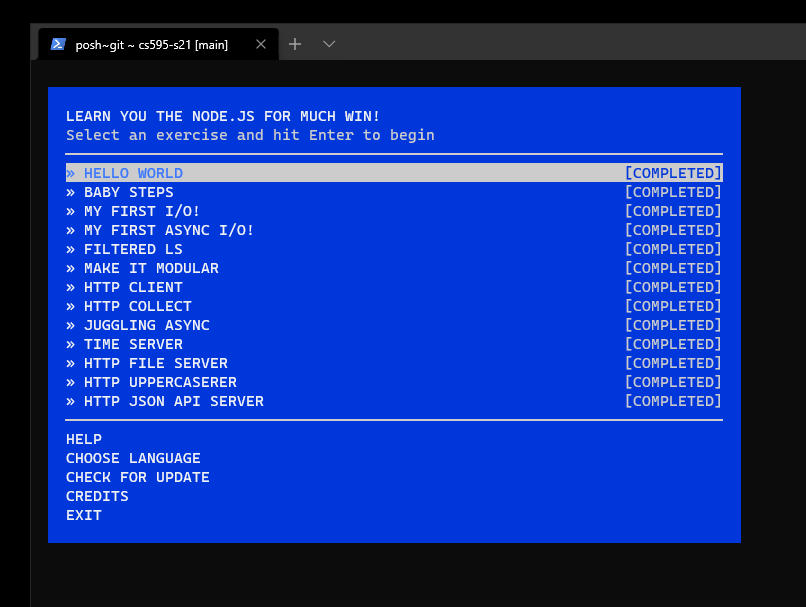 posh~git ~ cs595-s21 [main]
LEARN YOU THE NODE.JS FOR MUCH WIN!
Select an exercise and hit Enter to begin
» HELLO WORLD [COMPLETED]
» BABY STEPS [COMPLETED]
» MY FIRST I/O! [COMPLETED]
» MY FIRST ASYNC I/O! [COMPLETED]
» FILTERED LS [COMPLETED]
» MAKE IT MODULAR [COMPLETED]
» HTTP CLIENT [COMPLETED]
» HTTP COLLECT [COMPLETED]
» JUGGLING ASYNC [COMPLETED]
» TIME SERVER [COMPLETED]
» HTTP FILE SERVER [COMPLETED]
» HTTP UPPERCASERER [COMPLETED]
» HTTP JSON API SERVER [COMPLETED]
HELP
CHOOSE LANGUAGE
CHECK FOR UPDATE
CREDITS
EXIT